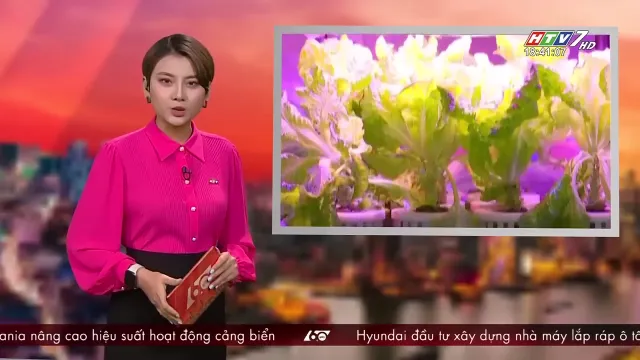 HTV7 HD
18:41:07
ania nâng cao hiệu suất hoạt động cảng biển
60 Hyundai đầu tư xây dựng nhà máy lắp ráp ô tô